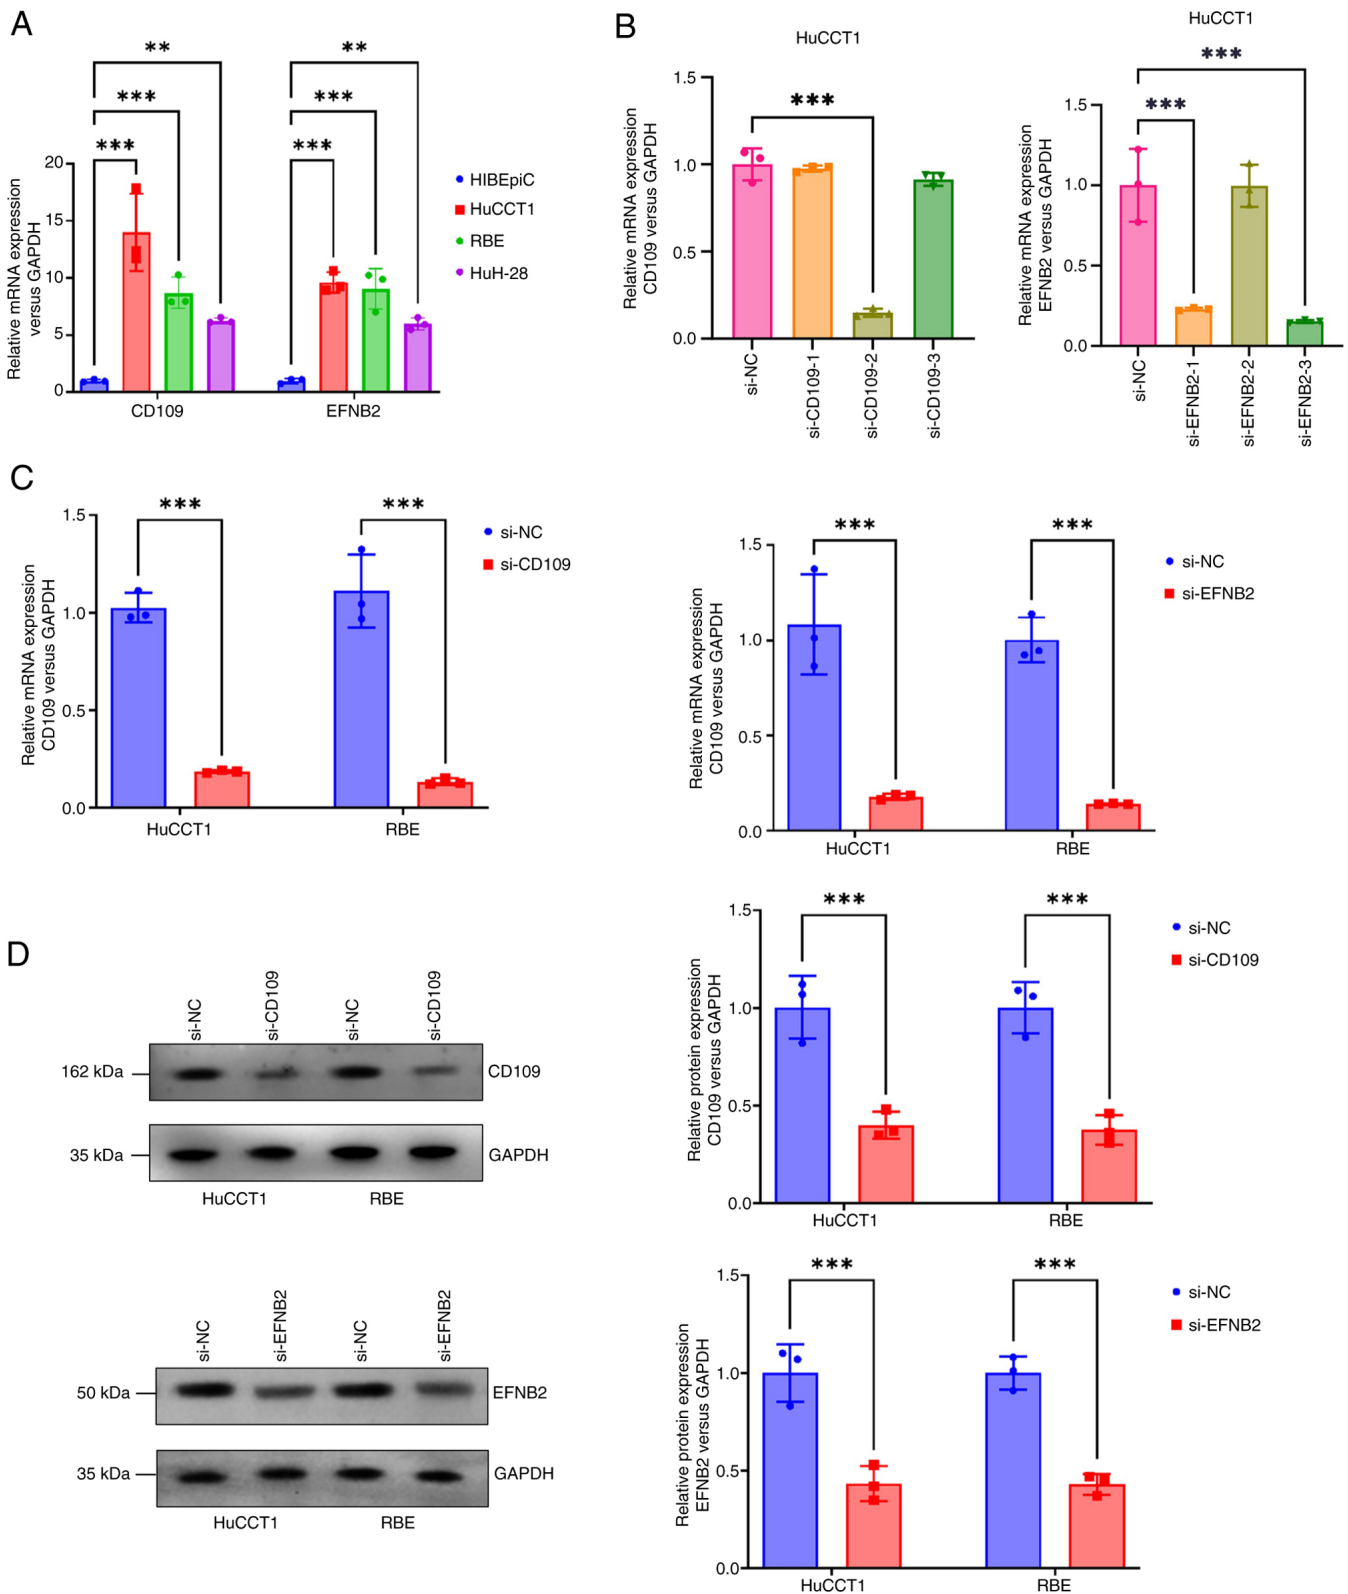 A
**
**
***
***
***
***
Relative mRNA expression
versus GAPDH
20
15
10
5
0
CD109
EFNB2
HIBEpiC
HuCCT1
RBE
HuH-28
B
HuCCT1
***
Relative mRNA expression
CD109 versus GAPDH
1.5
1.0
0.5
0.0
si-NC
si-CD109-1
si-CD109-2
si-CD109-3
HuCCT1
***
***
Relative mRNA expression
EFNB2 versus GAPDH
1.5
1.0
0.5
0.0
si-NC
si-EFNB2-1
si-EFNB2-2
si-EFNB2-3
C
***
***
Relative mRNA expression
CD109 versus GAPDH
1.5
1.0
0.5
0.0
HuCCT1
RBE
si-NC
si-CD109
***
***
Relative mRNA expression
CD109 versus GAPDH
1.5
1.0
0.5
0.0
HuCCT1
RBE
si-NC
si-EFNB2
D
si-NC
si-CD109
si-NC
si-CD109
162 kDa
CD109
35 kDa
GAPDH
HuCCT1
RBE
***
***
Relative protein expression
CD109 versus GAPDH
1.5
1.0
0.5
0.0
HuCCT1
RBE
si-NC
si-CD109
si-NC
si-EFNB2
si-NC
si-EFNB2
50 kDa
EFNB2
35 kDa
GAPDH
HuCCT1
RBE
***
***
Relative protein expression
EFNB2 versus GAPDH
1.5
1.0
0.5
0.0
HuCCT1
RBE
si-NC
si-EFNB2